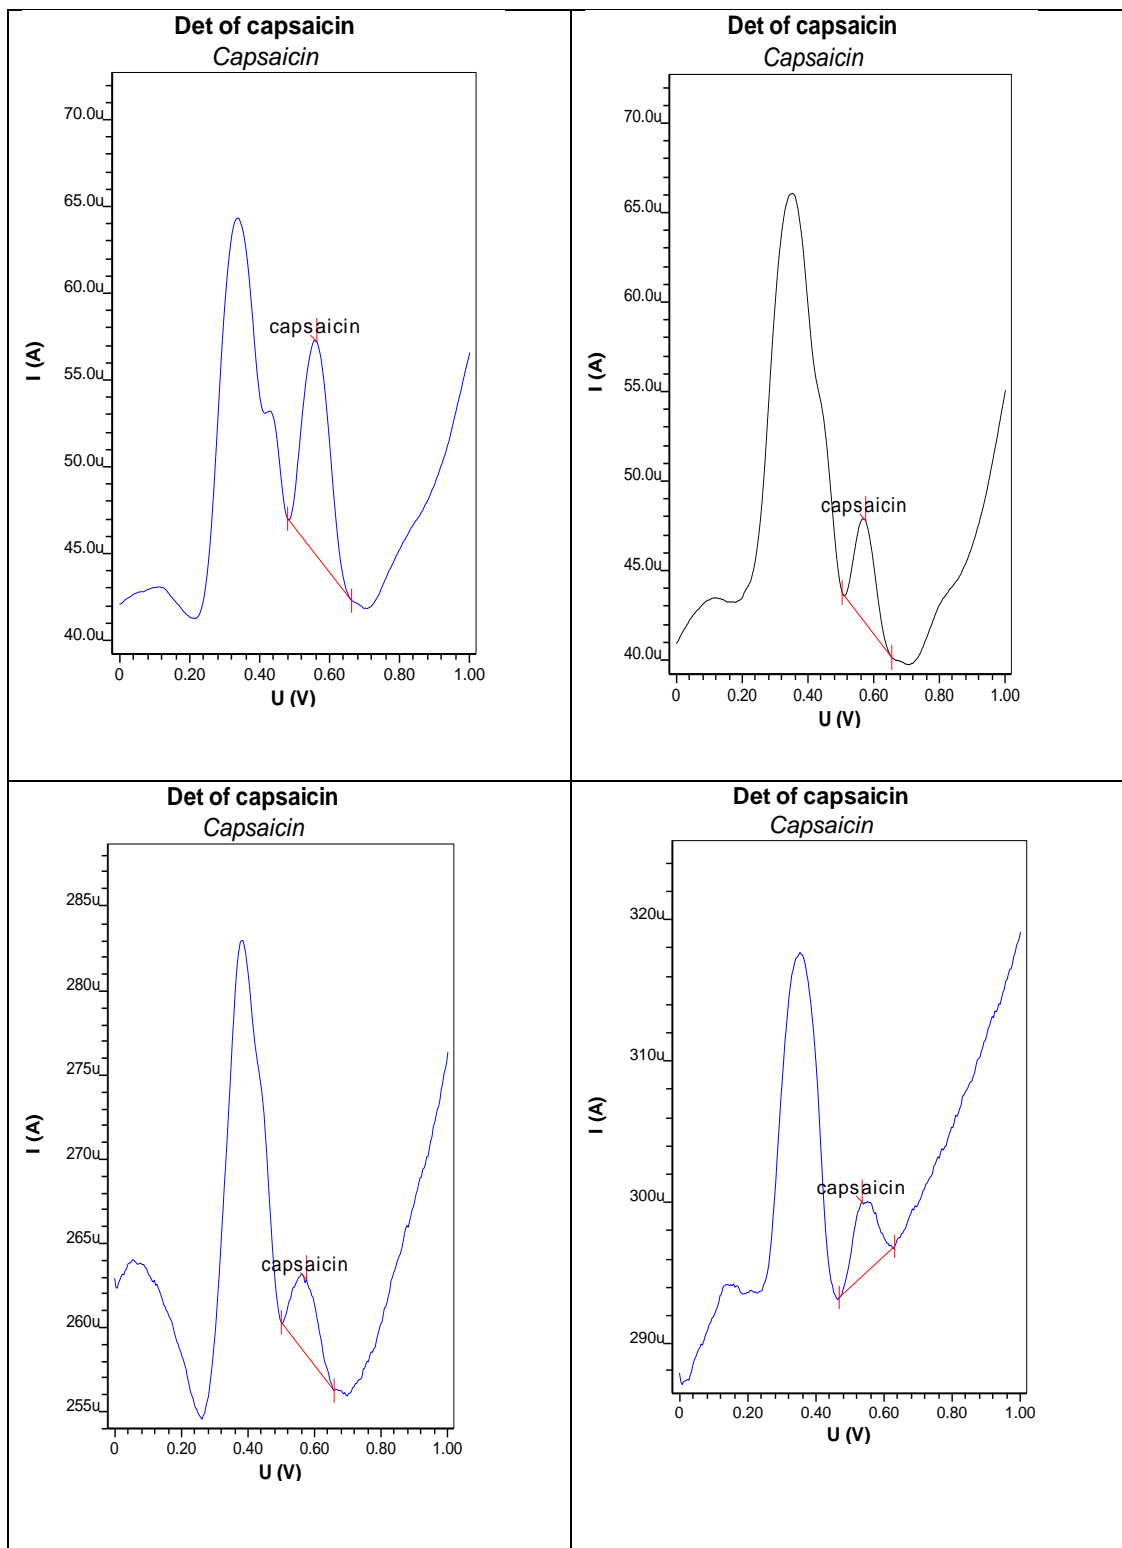 Det of capsaicin
Capsaicin
70.0u
65.0u
60.0u
55.0u
50.0u
45.0u
40.0u
I (A)
capsaicin
0 0.20 0.40 0.60 0.80 1.00
U (V)
Det of capsaicin
Capsaicin
70.0u
65.0u
60.0u
55.0u
50.0u
45.0u
40.0u
I (A)
capsaicin
0 0.20 0.40 0.60 0.80 1.00
U (V)
Det of capsaicin
Capsaicin
285u
280u
275u
270u
265u
260u
255u
I (A)
capsaicin
0 0.20 0.40 0.60 0.80 1.00
U (V)
Det of capsaicin
Capsaicin
320u
310u
300u
290u
I (A)
capsaicin
0 0.20 0.40 0.60 0.80 1.00
U (V)